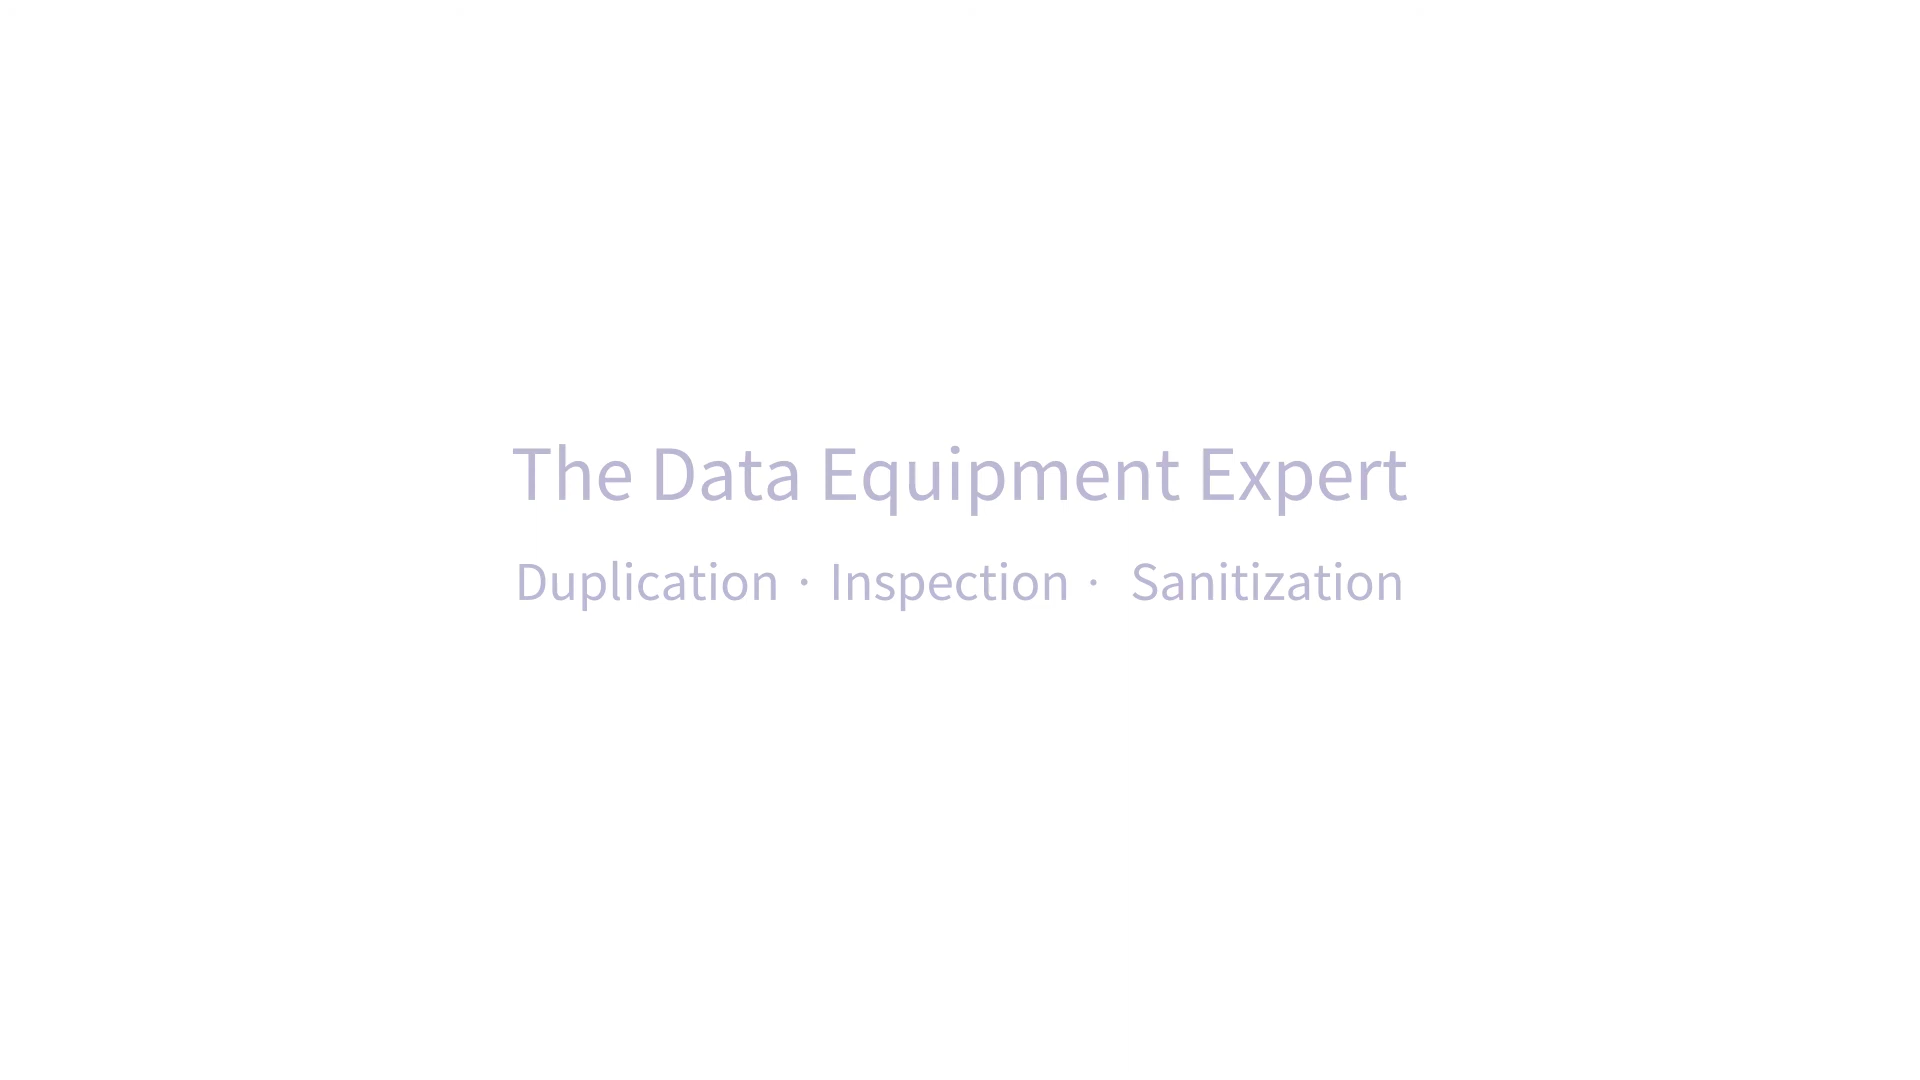 The Data Equipment Expert
Duplication · Inspection · Sanitization